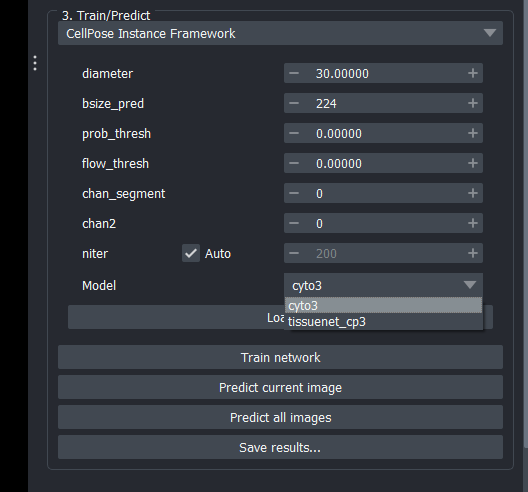 3. Train/Predict
CellPose Instance Framework
diameter 30.00000
bsize_pred 224
prob_thresh 0.00000
flow_thresh 0.00000
chan_segment 0
chan2 0
niter Auto 200
Model cyto3
cyto3
tissuenet_cp3
Train network
Predict current image
Predict all images
Save results...